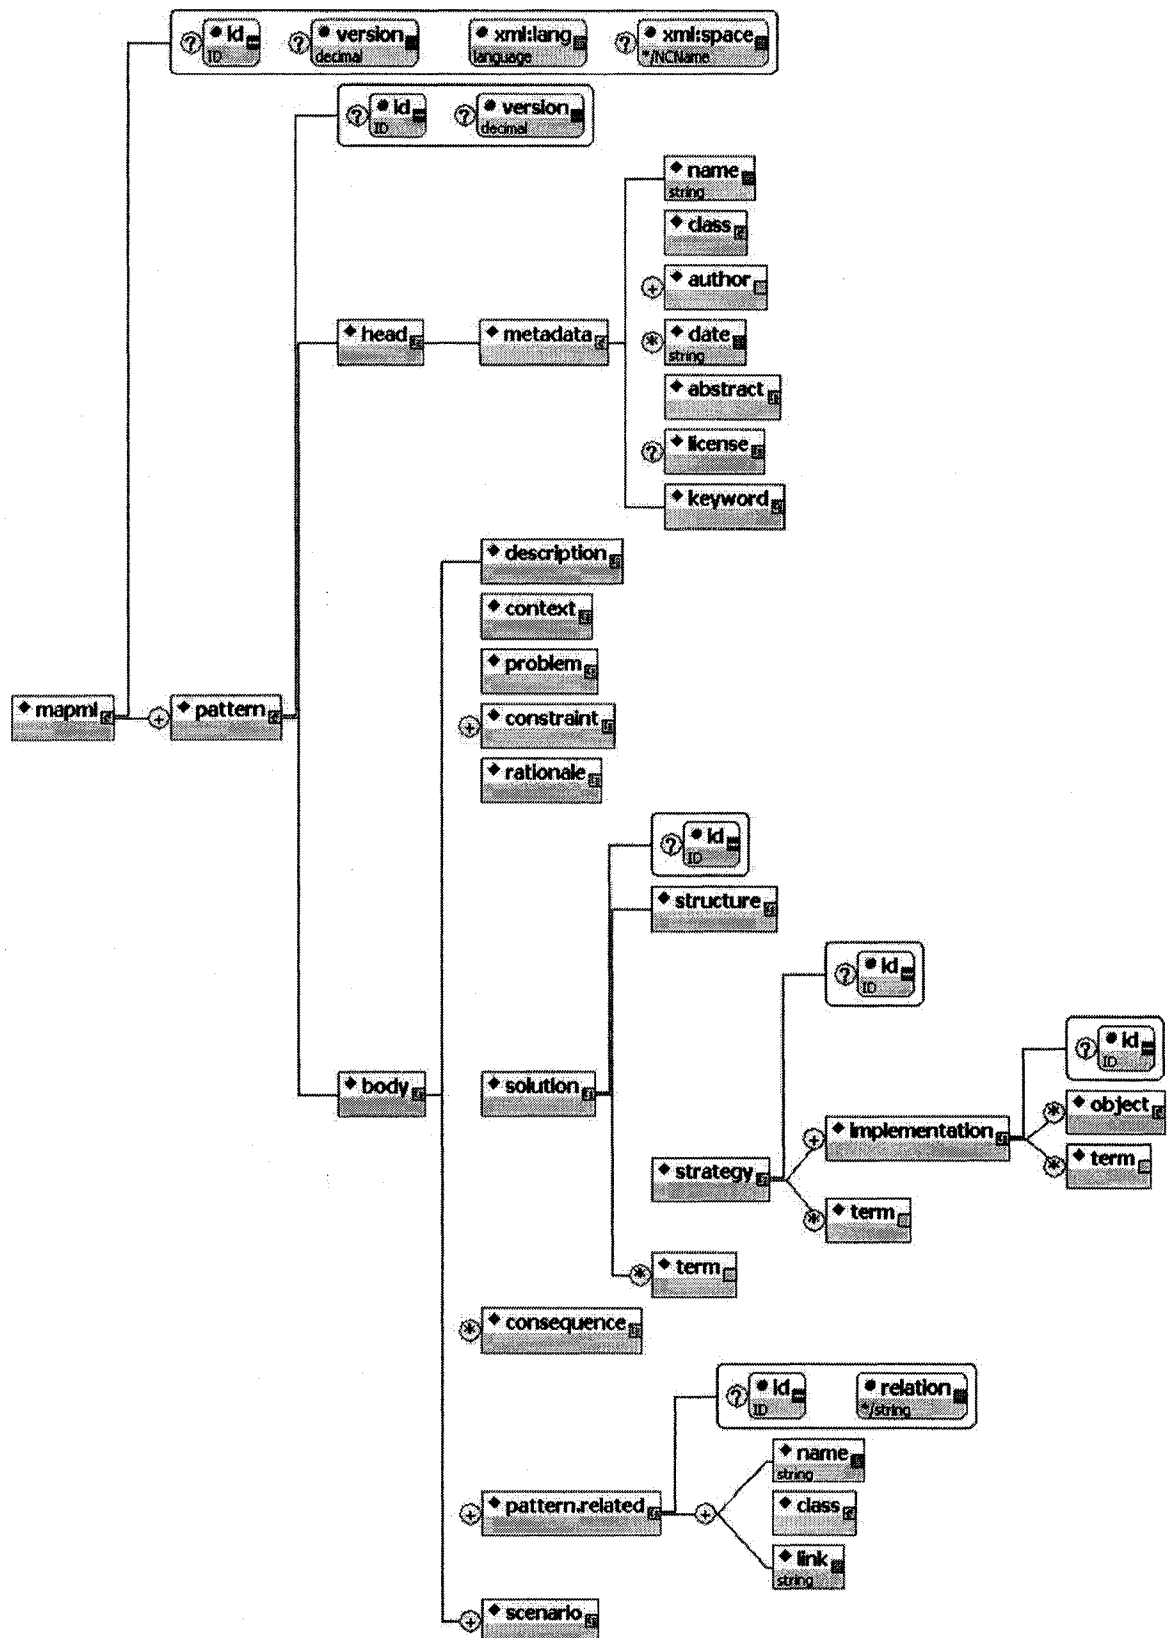 id version xml:lang xml:space
ID decimal language */NCName
id version
ID decimal
name
string
class
author
head metadata date
string
abstract
license
keyword
description
context
problem
mapml pattern constraint
rationale
id
ID
structure
id
ID
id
ID
body solution object
implementation
term
strategy
term
term
consequence
id relation
ID */string
name
string
pattern.related class
link
string
scenario